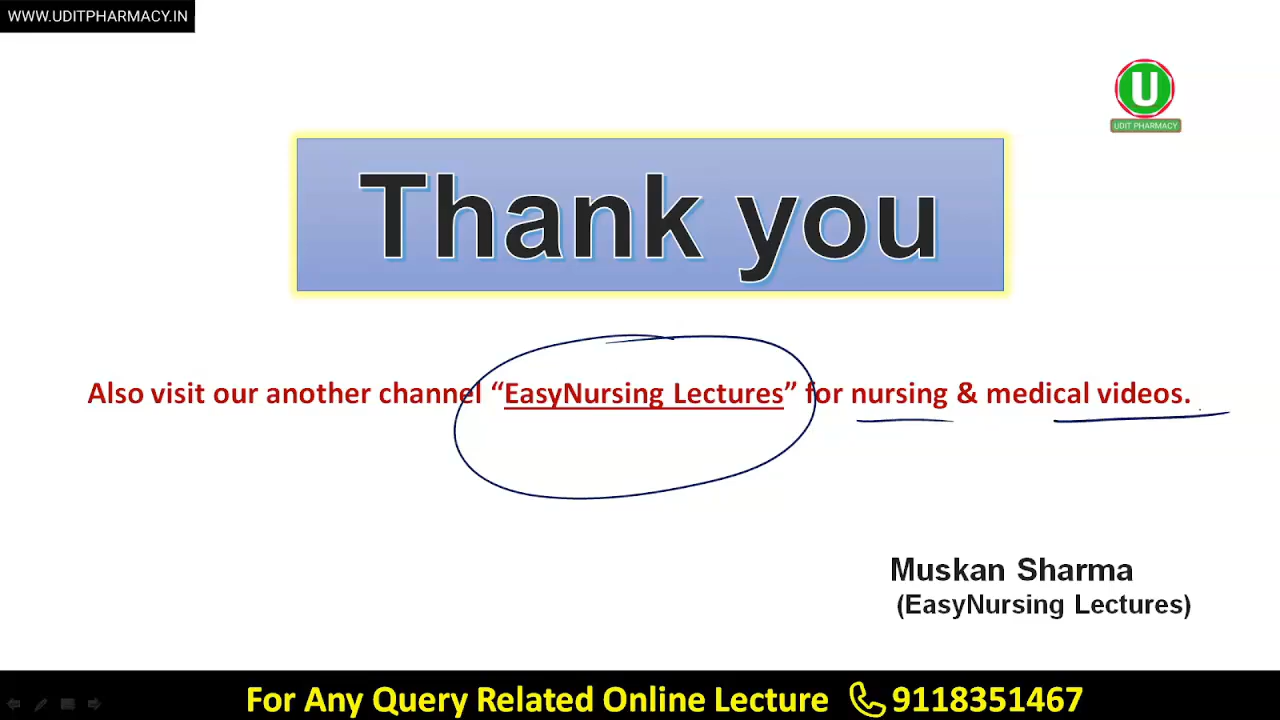 WWW.UDITPHARMACY.IN
U
UDIT PHARMACY
Thank you
Also visit our another channel “EasyNursing Lectures” for nursing & medical videos.
Muskan Sharma
(EasyNursing Lectures)
For Any Query Related Online Lecture 9118351467